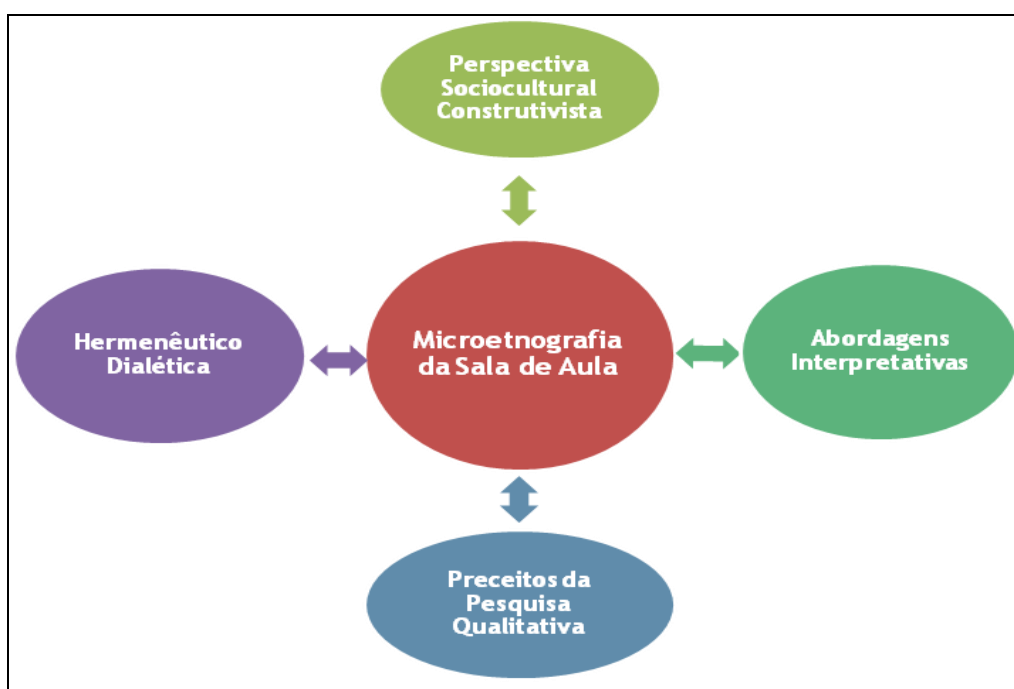 Perspectiva
Sociocultural
Construtivista
Hermenêutico
Dialética
Microetnografia
da Sala de Aula
Abordagens
Interpretativas
Preceitos da
Pesquisa
Qualitativa